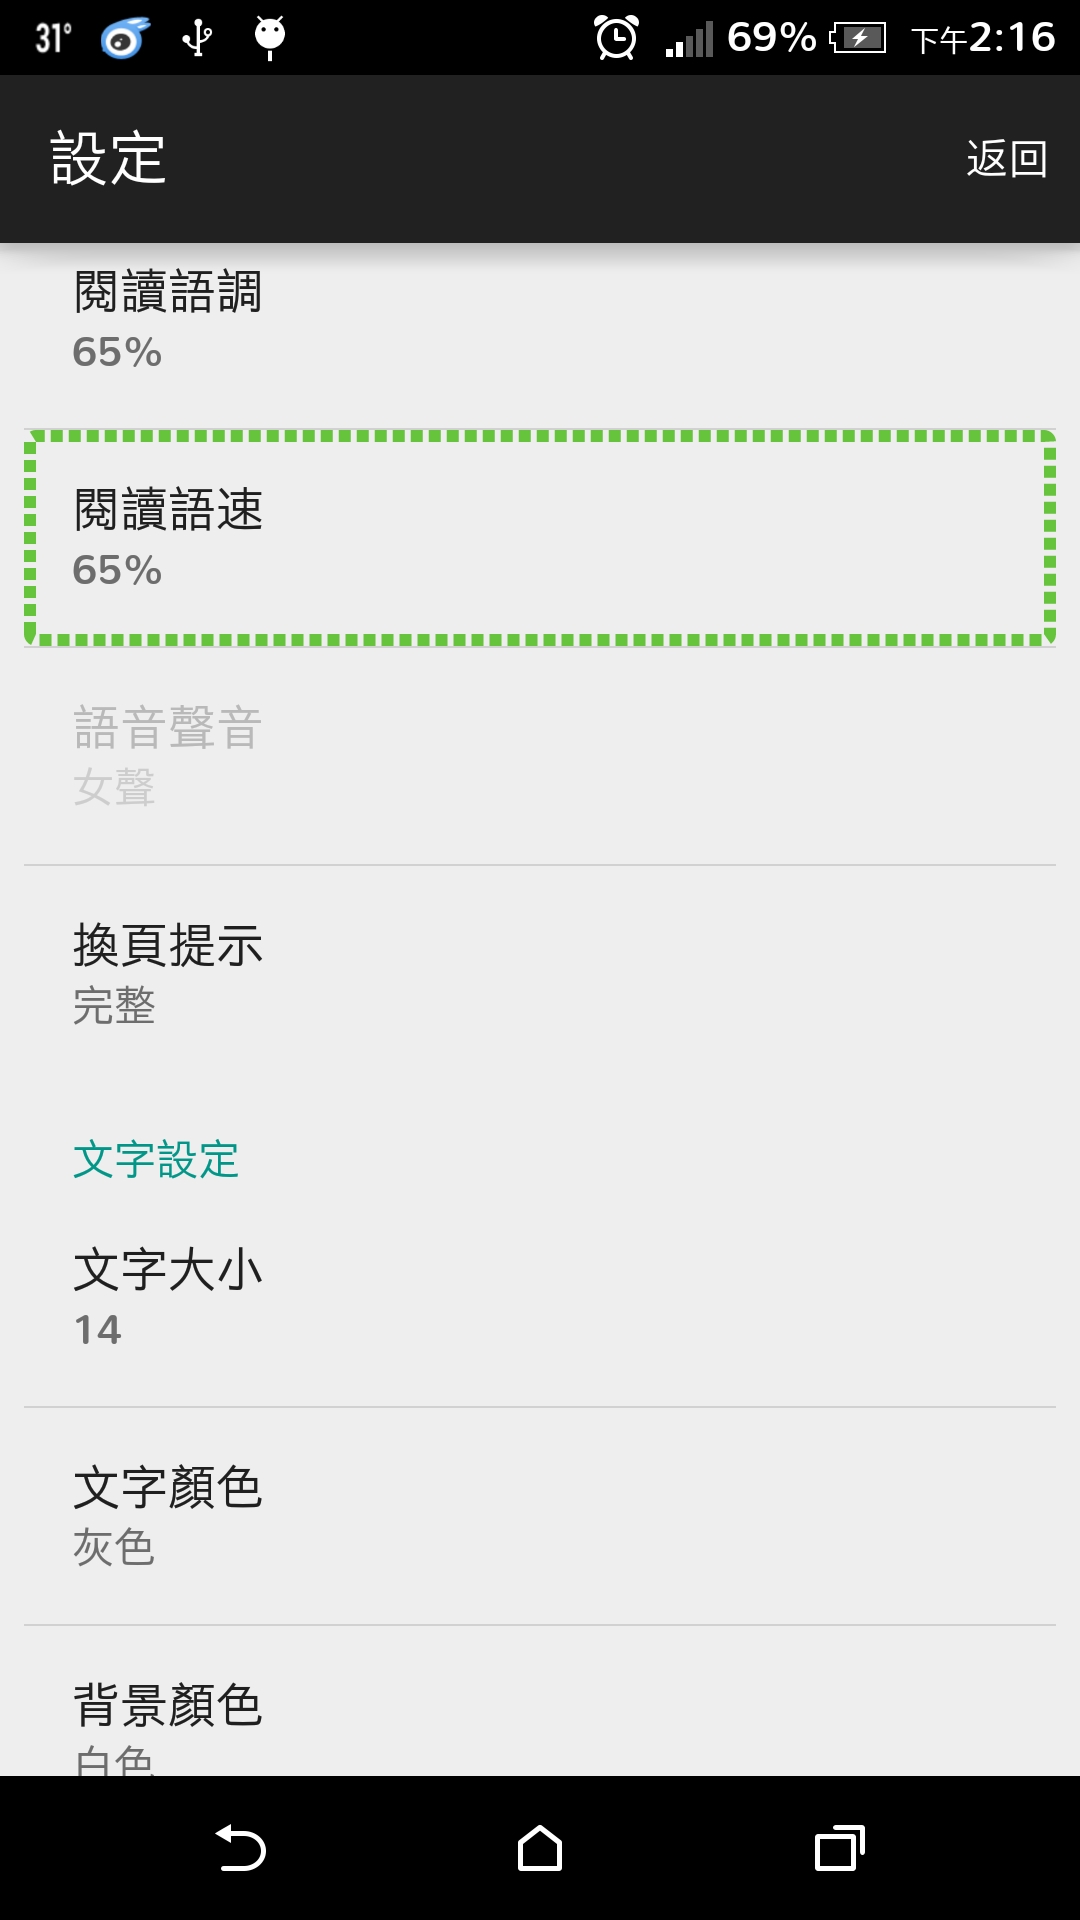 31°
69%
下午2:16
設定
返回
閱讀語調
65%
閱讀語速
65%
語音聲音
女聲
換頁提示
完整
文字設定
文字大小
14
文字顏色
灰色
背景顏色
白色